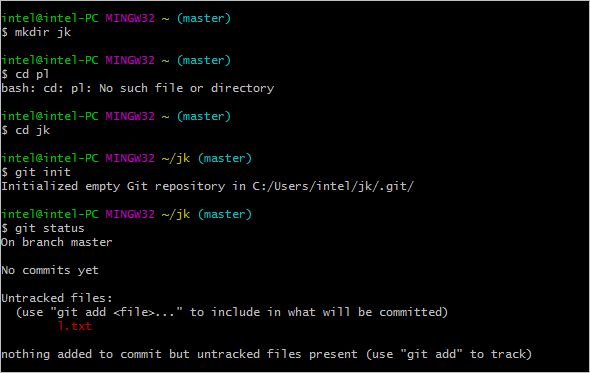 intel@intel-PC MINGW32 ~ (master)
$ mkdir jk
intel@intel-PC MINGW32 ~ (master)
$ cd pl
bash: cd: pl: No such file or directory
intel@intel-PC MINGW32 ~ (master)
$ cd jk
intel@intel-PC MINGW32 ~/jk (master)
$ git init
Initialized empty Git repository in C:/Users/intel/jk/.git/
intel@intel-PC MINGW32 ~/jk (master)
$ git status
On branch master
No commits yet
Untracked files:
(use "git add <file>..." to include in what will be committed)
l.txt
nothing added to commit but untracked files present (use "git add" to track)